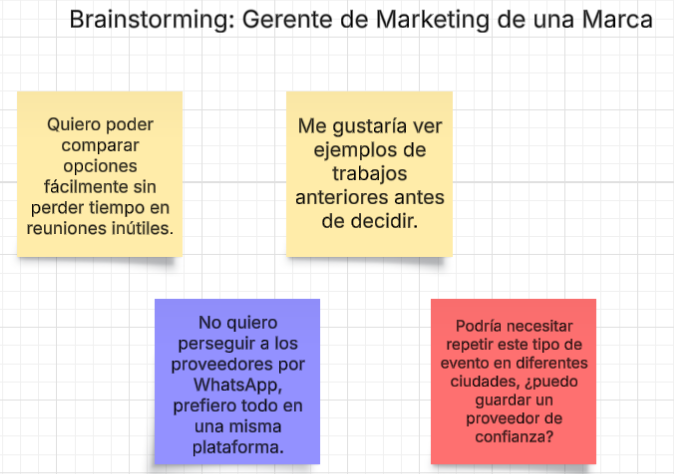 Brainstorming: Gerente de Marketing de una Marca
Quiero poder
comparar
opciones
fácilmente sin
perder tiempo en
reuniones inútiles.
Me gustaría ver
ejemplos de
trabajos
anteriores antes
de decidir.
No quiero
perseguir a los
proveedores por
WhatsApp,
prefiero todo en
una misma
plataforma.
Podría necesitar
repetir este tipo de
evento en diferentes
ciudades, ¿puedo
guardar un
proveedor de
confianza?